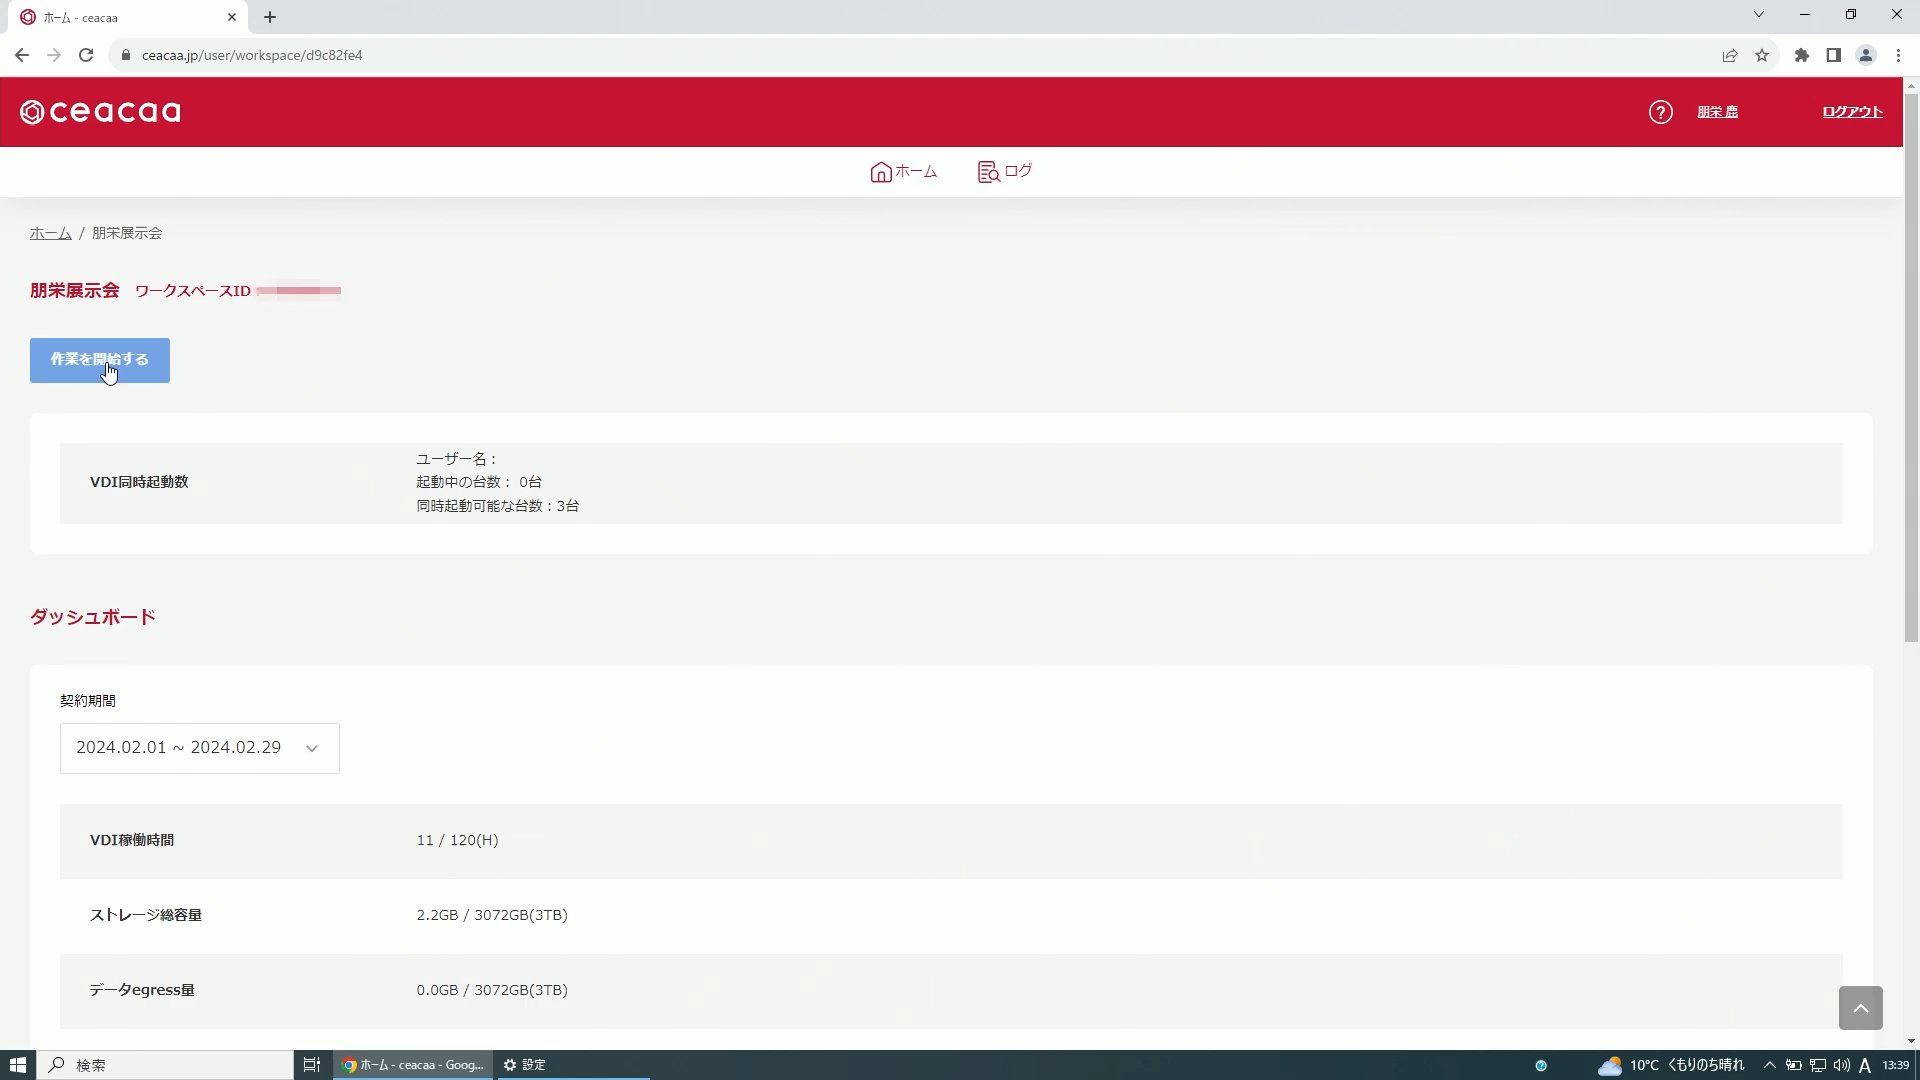 ホーム - ceacaa
ceacaa.jp/user/workspace/d9c82fe4
ceacaa
?
朋栄 鹿
ログアウト
ホーム
ログ
ホーム / 朋栄展示会
朋栄展示会 ワークスペースID :
作業を開始する
VDI同時起動数
ユーザー名：
起動中の台数： 0台
同時起動可能な台数：3台
ダッシュボード
契約期間
2024.02.01 ~ 2024.02.29
VDI稼働時間
11 / 120(H)
ストレージ総容量
2.2GB / 3072GB(3TB)
データegress量
0.0GB / 3072GB(3TB)
検索
ホーム - ceacaa - Goog...
設定
10°C くもりのち晴れ
A
13:39